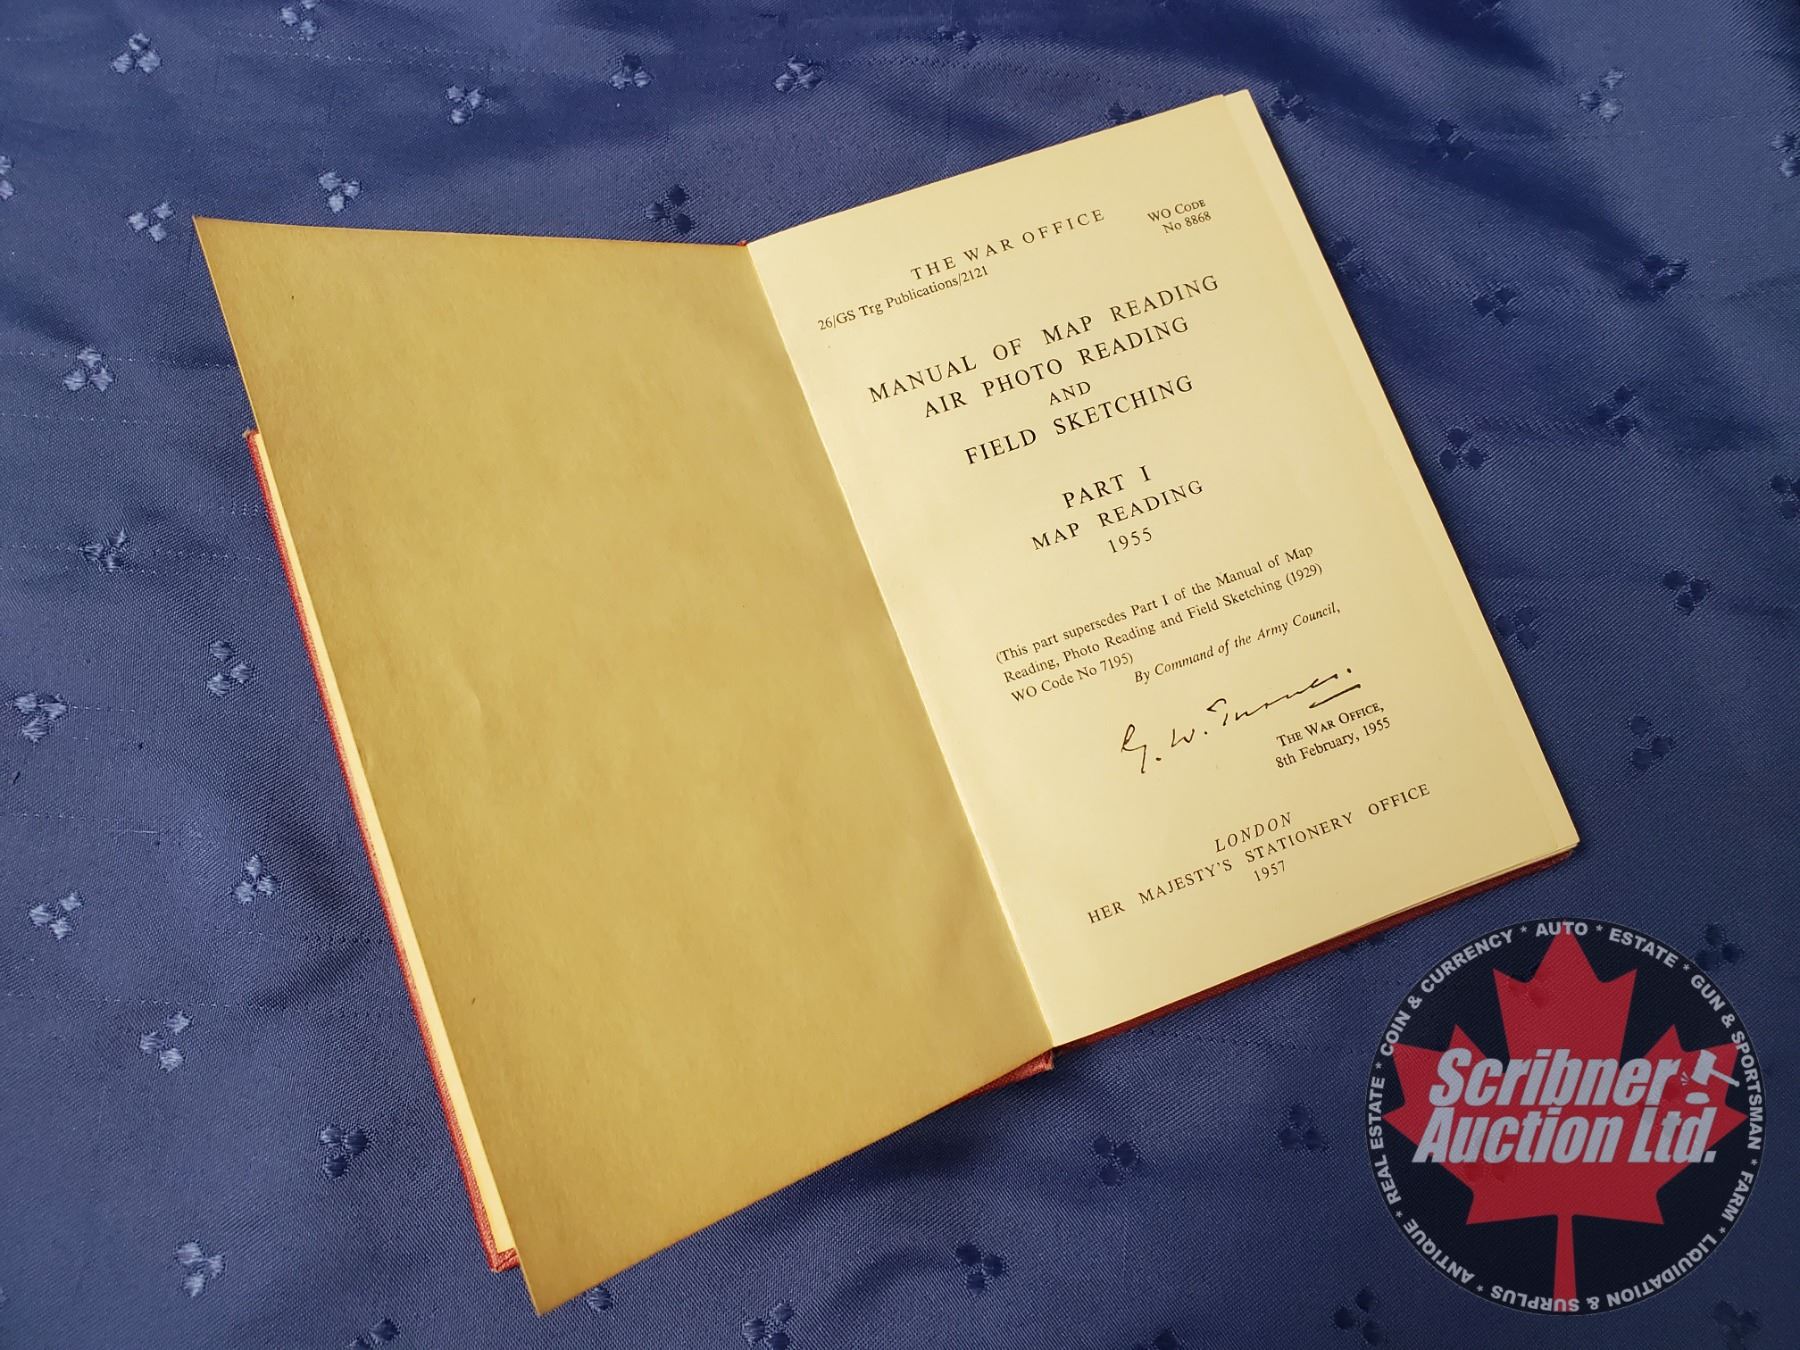 THE WAR OFFICE
WO CODE
No 8868
26/GS Trg Publications/2121
MANUAL OF MAP READING
AIR PHOTO READING
AND
FIELD SKETCHING
PART I
MAP READING
1955
(This part supersedes Part I of the Manual of Map
Reading, Photo Reading and Field Sketching (1929)
WO Code No 7195)
By Command of the Army Council,
G. W. Turner.
THE WAR OFFICE,
8th February, 1955
LONDON
HER MAJESTY'S STATIONERY OFFICE
1957
REAL ESTATE * COIN & CURRENCY * AUTO * ESTATE * GUN & SPORTSMAN * FARM * LIQUIDATION & SURPLUS * ANTIQUE *
Scribner
Auction Ltd.